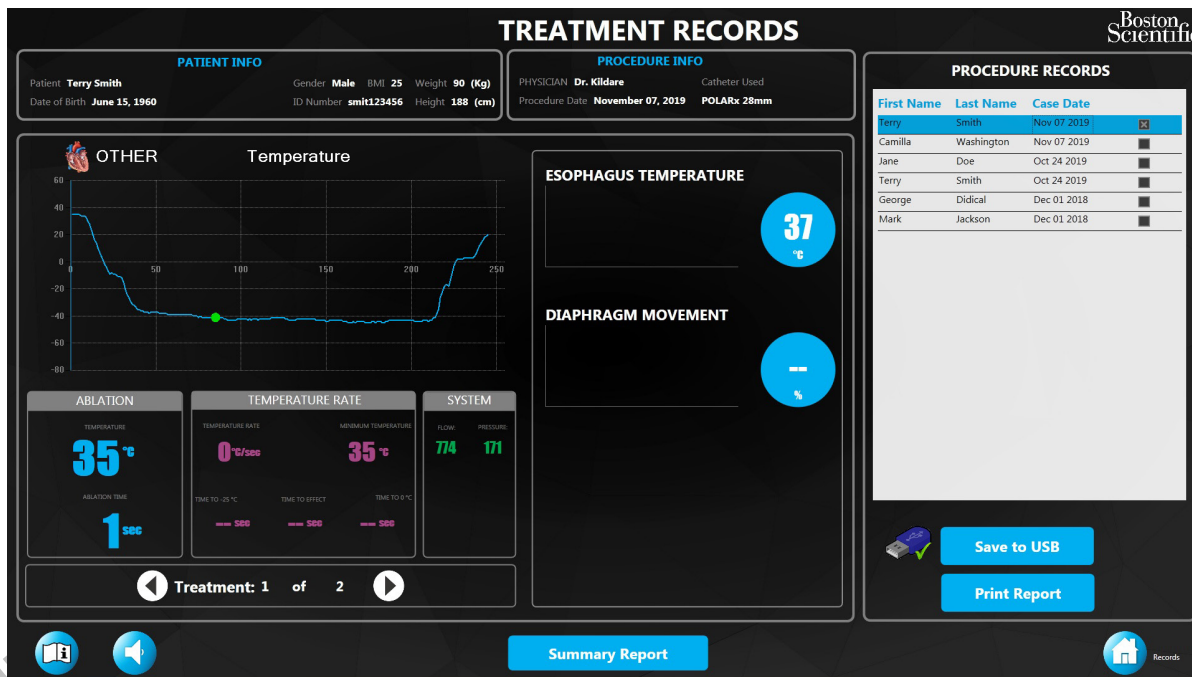 TREATMENT RECORDS
Boston
Scientific
PATIENT INFO
Patient Terry Smith Gender Male BMI 25 Weight 90 (Kg)
Date of Birth June 15, 1960 ID Number smit123456 Height 188 (cm)
PROCEDURE INFO
PHYSICIAN Dr. Kildare Catheter Used
Procedure Date November 07, 2019 POLARx 28mm
OTHER Temperature
60
40
20
0
0 50 100 150 200 250
-20
-40
-60
-80
ABLATION
TEMPERATURE
35 °C
ABLATION TIME
1 sec
TEMPERATURE RATE
TEMPERATURE RATE MINIMUM TEMPERATURE
0 °C/sec 35 °C
TIME TO -25 °C TIME TO EFFECT TIME TO 0 °C
-- sec -- sec -- sec
SYSTEM
FLOW: PRESSURE:
774 171
Treatment: 1 of 2
ESOPHAGUS TEMPERATURE
37
°C
DIAPHRAGM MOVEMENT
--
%
PROCEDURE RECORDS
First Name Last Name Case Date
Terry Smith Nov 07 2019
Camilla Washington Nov 07 2019
Jane Doe Oct 24 2019
Terry Smith Oct 24 2019
George Didical Dec 01 2018
Mark Jackson Dec 01 2018
Save to USB
Print Report
Summary Report
Records